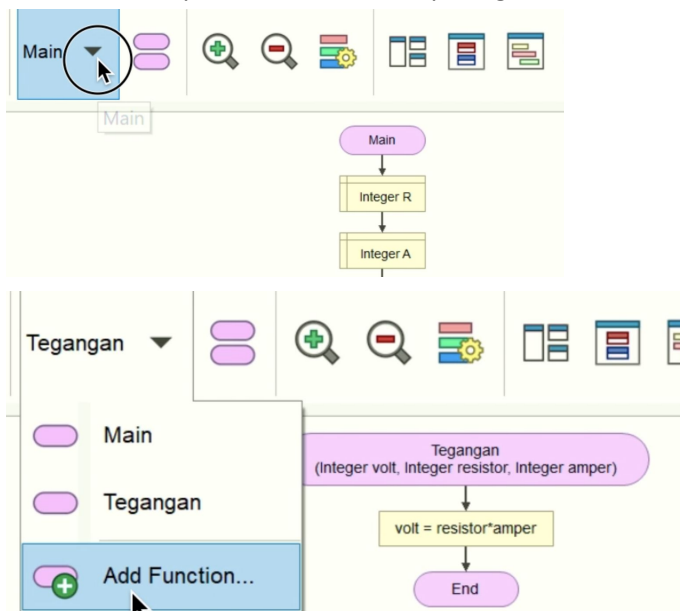 Main
Main
Main
Integer R
Integer A
Tegangan
Main
Tegangan
Add Function...
Tegangan
(Integer volt, Integer resistor, Integer amper)
volt = resistor*amper
End